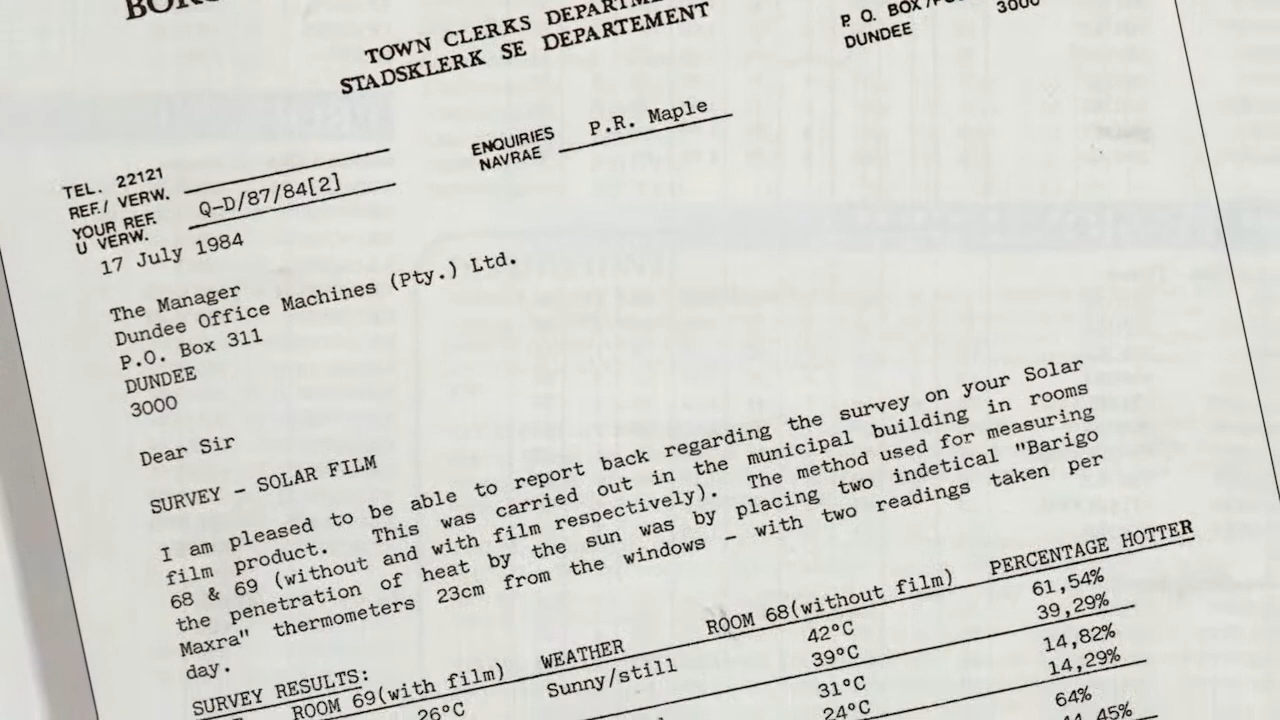 TOWN CLERKS
STADSKLERK SE DEPARTEMENT
P. O.
3000
DUNDEE
ENQUIRIES P.R. Maple
NAVRAE
TEL. 22121
REF./ VERW.
YOUR REF. Q-D/87/84[2]
U VERW.
17 July 1984
The Manager
Dundee Office Machines (Pty.) Ltd.
P.O. Box 311
DUNDEE
3000
Dear Sir
SURVEY - SOLAR FILM
I am pleased to be able to report back regarding the survey on your Solar
film product. This was carried out in the municipal building in rooms
68 & 69 (without and with film respectively). The method used for measuring
the penetration of heat by the sun was by placing two indetical "Barigo
Maxra" thermometers 23cm from the windows - with two readings taken per
day.
SURVEY RESULTS:
ROOM 69(with film) WEATHER ROOM 68(without film) PERCENTAGE HOTTER
26°C Sunny/still 42°C 61,54%
39°C 39,29%
31°C 14,82%
24°C 14,29%
64%